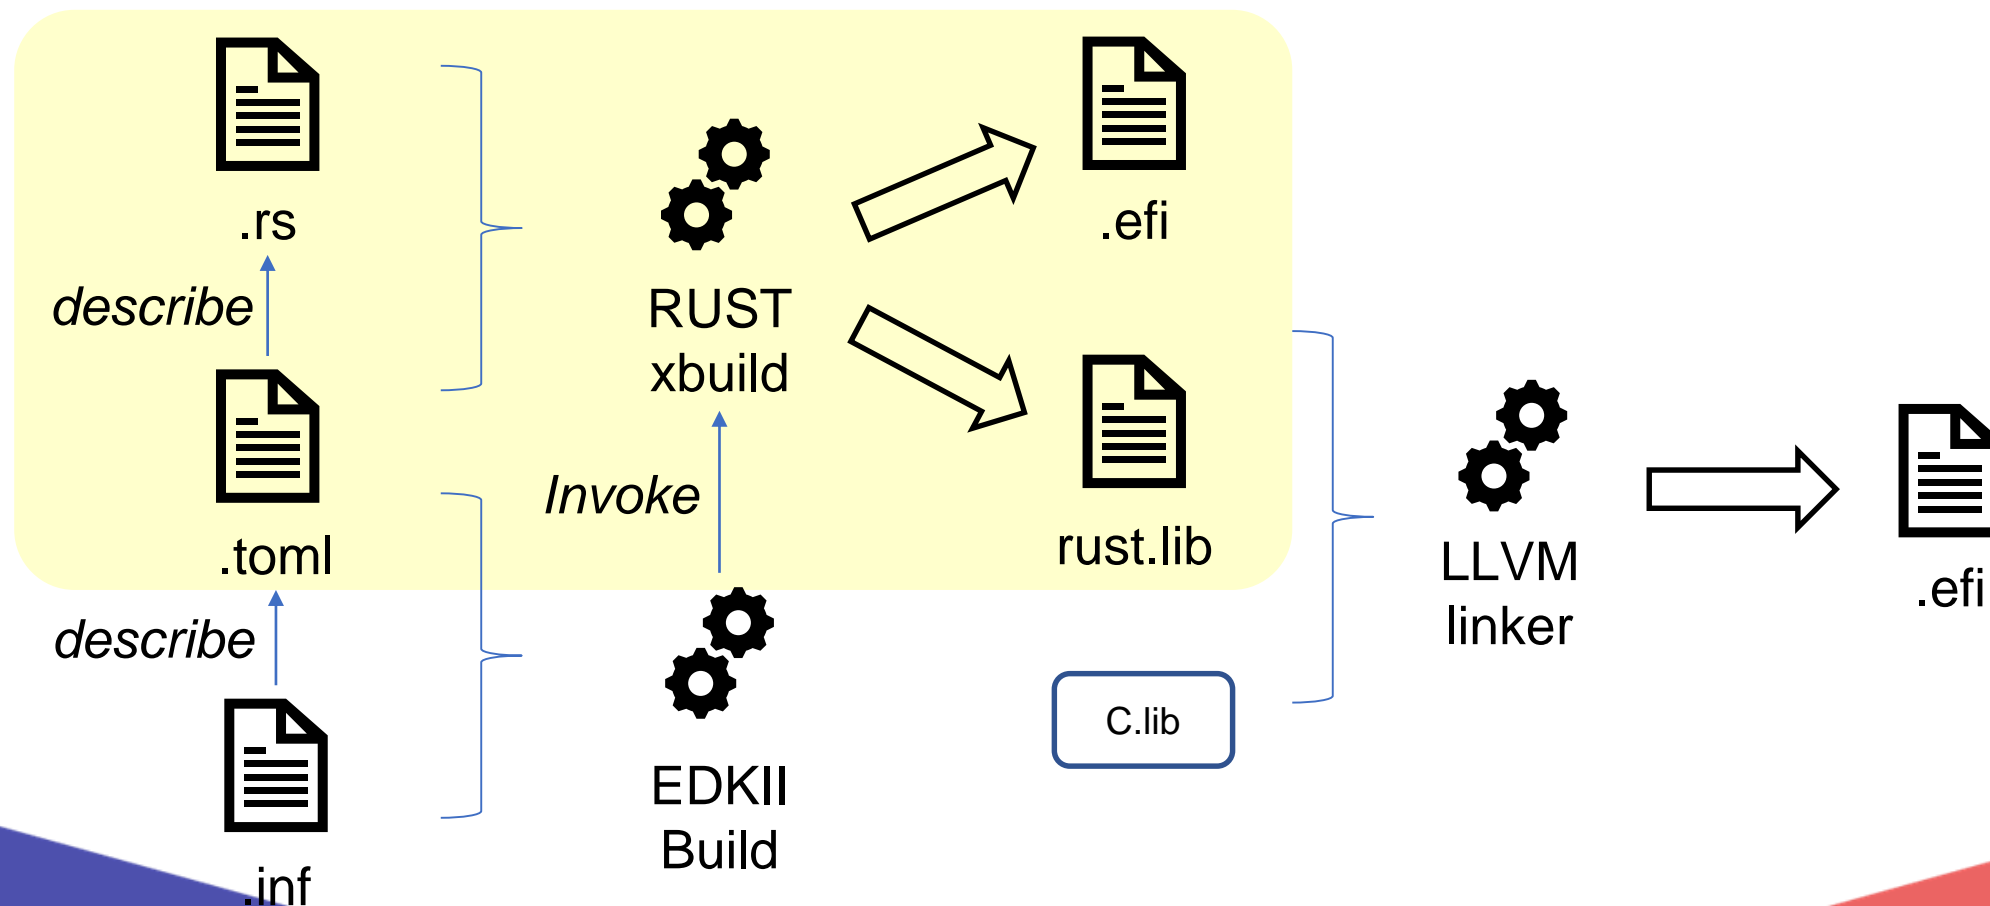 .rs
describe
.toml
describe
.inf
RUST
xbuild
Invoke
EDKII
Build
.efi
rust.lib
C.lib
LLVM
linker
.efi